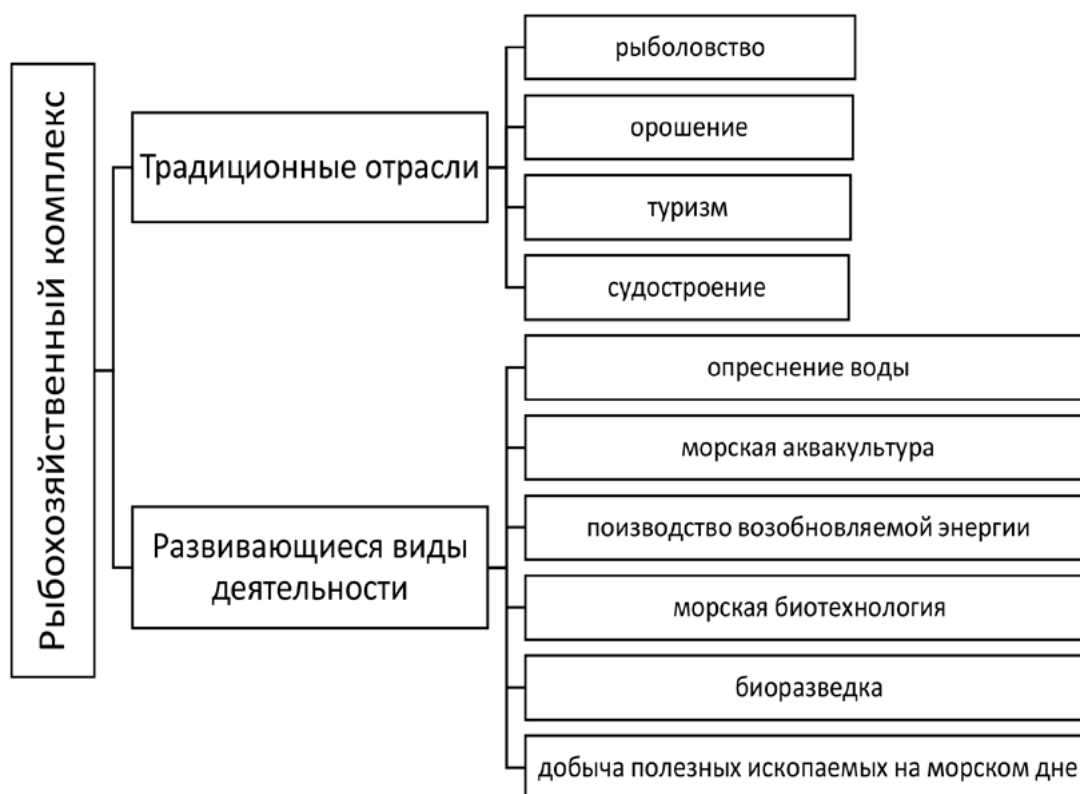 Рыбохозяйственный комплекс
Традиционные отрасли
рыболовство
орошение
туризм
судостроение
Развивающиеся виды
деятельности
опреснение воды
морская аквакультура
поизводство возобновляемой энергии
морская биотехнология
биоразведка
добыча полезных ископаемых на морском дне